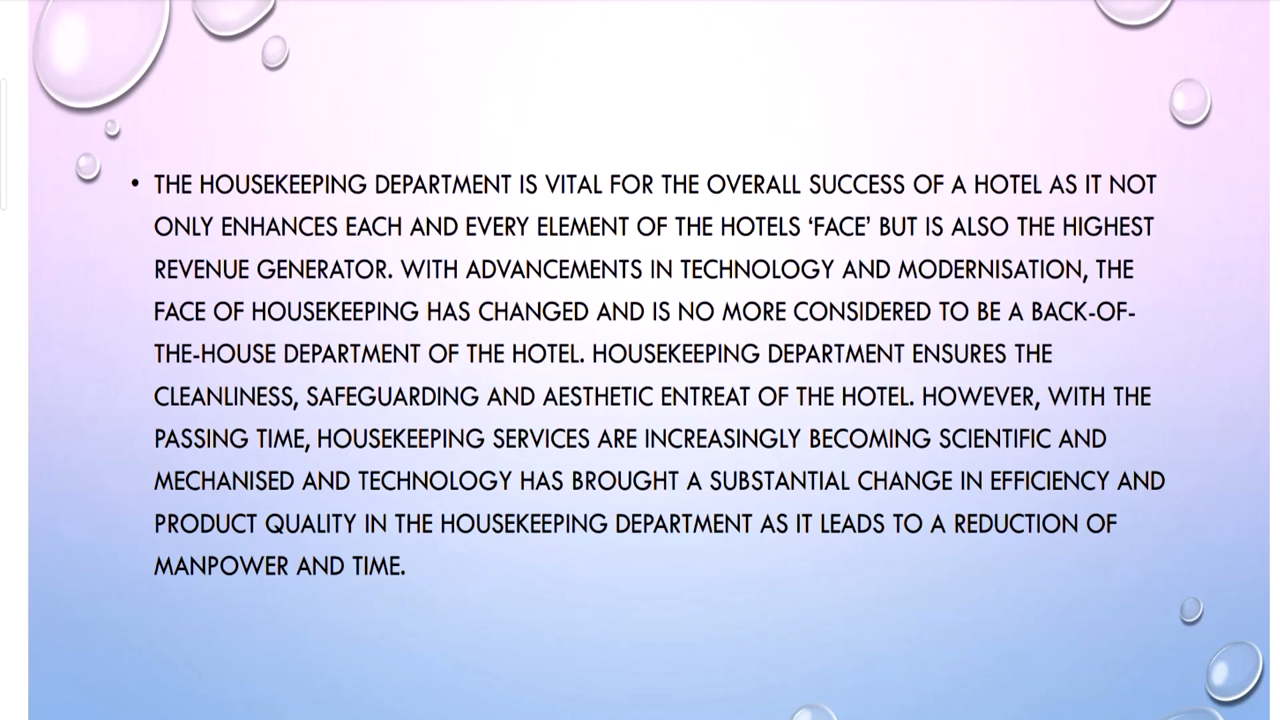 • THE HOUSEKEEPING DEPARTMENT IS VITAL FOR THE OVERALL SUCCESS OF A HOTEL AS IT NOT
ONLY ENHANCES EACH AND EVERY ELEMENT OF THE HOTELS ‘FACE’ BUT IS ALSO THE HIGHEST
REVENUE GENERATOR. WITH ADVANCEMENTS IN TECHNOLOGY AND MODERNISATION, THE
FACE OF HOUSEKEEPING HAS CHANGED AND IS NO MORE CONSIDERED TO BE A BACK-OF-
THE-HOUSE DEPARTMENT OF THE HOTEL. HOUSEKEEPING DEPARTMENT ENSURES THE
CLEANLINESS, SAFEGUARDING AND AESTHETIC ENTREAT OF THE HOTEL. HOWEVER, WITH THE
PASSING TIME, HOUSEKEEPING SERVICES ARE INCREASINGLY BECOMING SCIENTIFIC AND
MECHANISED AND TECHNOLOGY HAS BROUGHT A SUBSTANTIAL CHANGE IN EFFICIENCY AND
PRODUCT QUALITY IN THE HOUSEKEEPING DEPARTMENT AS IT LEADS TO A REDUCTION OF
MANPOWER AND TIME.